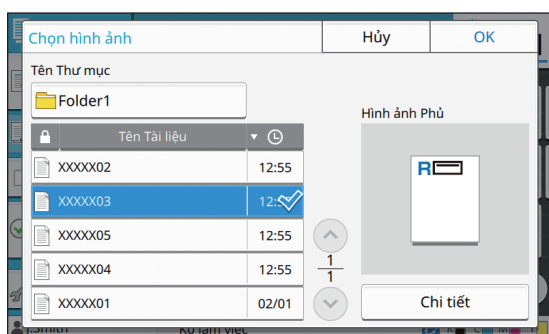 Chọn hình ảnh
Hủy
OK
Tên Thư mục
Folder1
Hình ảnh Phủ
Tên Tài liệu
XXXXX02 12:55
XXXXX03
XXXXX05 12:55
XXXXX04 12:55
XXXXX01 02/01
R
1
1
Chi tiết